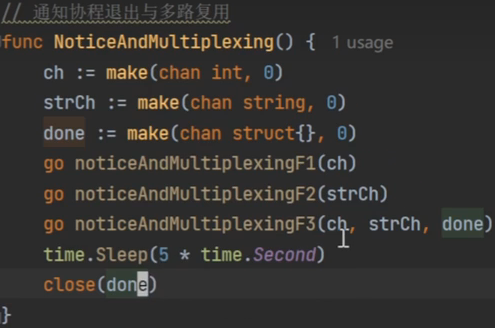 // 通知协程退出与多路复用
func NoticeAndMultiplexing() { 1 usage
ch := make(chan int, 0)
strCh := make(chan string, 0)
done := make(chan struct{}, 0)
go noticeAndMultiplexingF1(ch)
go noticeAndMultiplexingF2(strCh)
go noticeAndMultiplexingF3(ch, strCh, done)
time.Sleep(5 * time.Second)
close(done)
}